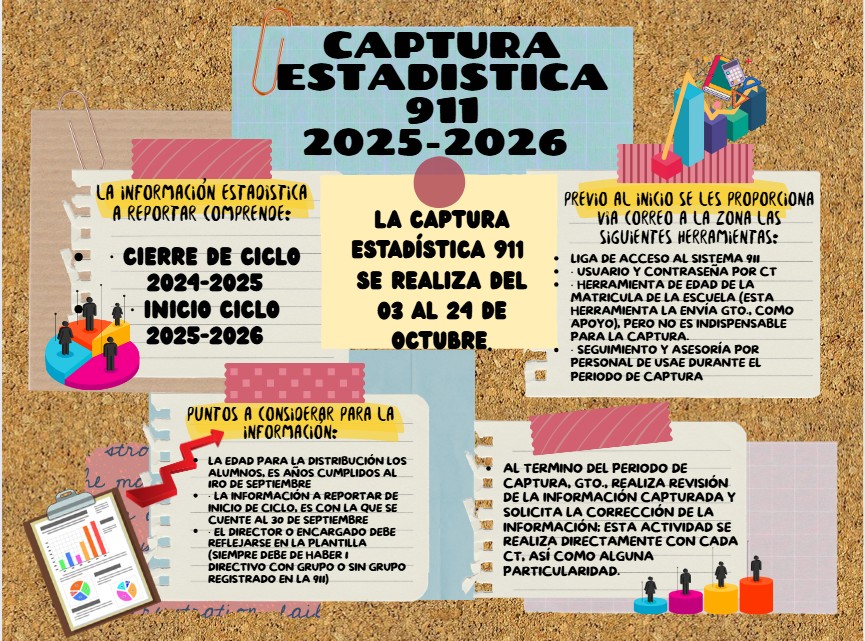 CAPTURA
ESTADISTICA
911
2025-2026
LA INFORMACIÓN ESTADISTICA
A REPORTAR COMPRENDE:
• · CIERRE DE CICLO
2024-2025
• · INICIO CICLO
2025-2026
LA CAPTURA
ESTADÍSTICA 911
SE REALIZA DEL
03 AL 24 DE
OCTUBRE.
PREVIO AL INICIO SE LES PROPORCIONA
VIA CORREO A LA ZONA LAS
SIGUIENTES HERRAMIENTAS:
• LIGA DE ACCESO AL SISTEMA 911
• · USUARIO Y CONTRASEÑA POR CT
• · HERRAMIENTA DE EDAD DE LA
MATRICULA DE LA ESCUELA (ESTA
HERRAMIENTA LA ENVÍA GTO., COMO
APOYO), PERO NO ES INDISPENSABLE
PARA LA CAPTURA.
• · SEGUIMIENTO Y ASESORÍA POR
PERSONAL DE USAE DURANTE EL
PERIODO DE CAPTURA
PUNTOS A CONSIDERAR PARA LA
INFORMACIÓN:
• LA EDAD PARA LA DISTRIBUCIÓN LOS
ALUMNOS, ES AÑOS CUMPLIDOS AL
1RO DE SEPTIEMBRE
• · LA INFORMACIÓN A REPORTAR DE
INICIO DE CICLO, ES CON LA QUE SE
CUENTE AL 30 DE SEPTIEMBRE
• · EL DIRECTOR O ENCARGADO DEBE
REFLEJARSE EN LA PLANTILLA
(SIEMPRE DEBE DE HABER 1
DIRECTIVO CON GRUPO O SIN GRUPO
REGISTRADO EN LA 911)
• AL TERMINO DEL PERIODO DE
CAPTURA, GTO., REALIZA REVISIÓN
DE LA INFORMACIÓN CAPTURADA Y
SOLICITA LA CORRECCIÓN DE LA
INFORMACIÓN; ESTA ACTIVIDAD SE
REALIZA DIRECTAMENTE CON CADA
CT, ASÍ COMO ALGUNA
PARTICULARIDAD.